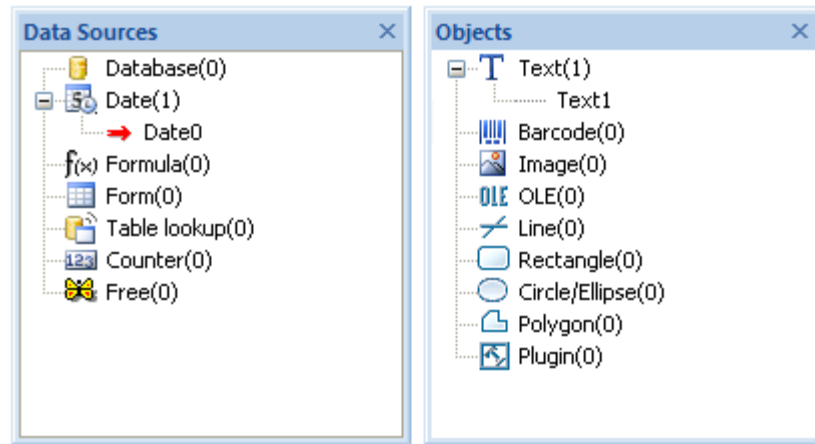 Data Sources
Database(0)
Date(1)
Date0
Formula(0)
Form(0)
Table lookup(0)
Counter(0)
Free(0)
Objects
Text(1)
Text1
Barcode(0)
Image(0)
OLE(0)
Line(0)
Rectangle(0)
Circle/Ellipse(0)
Polygon(0)
Plugin(0)